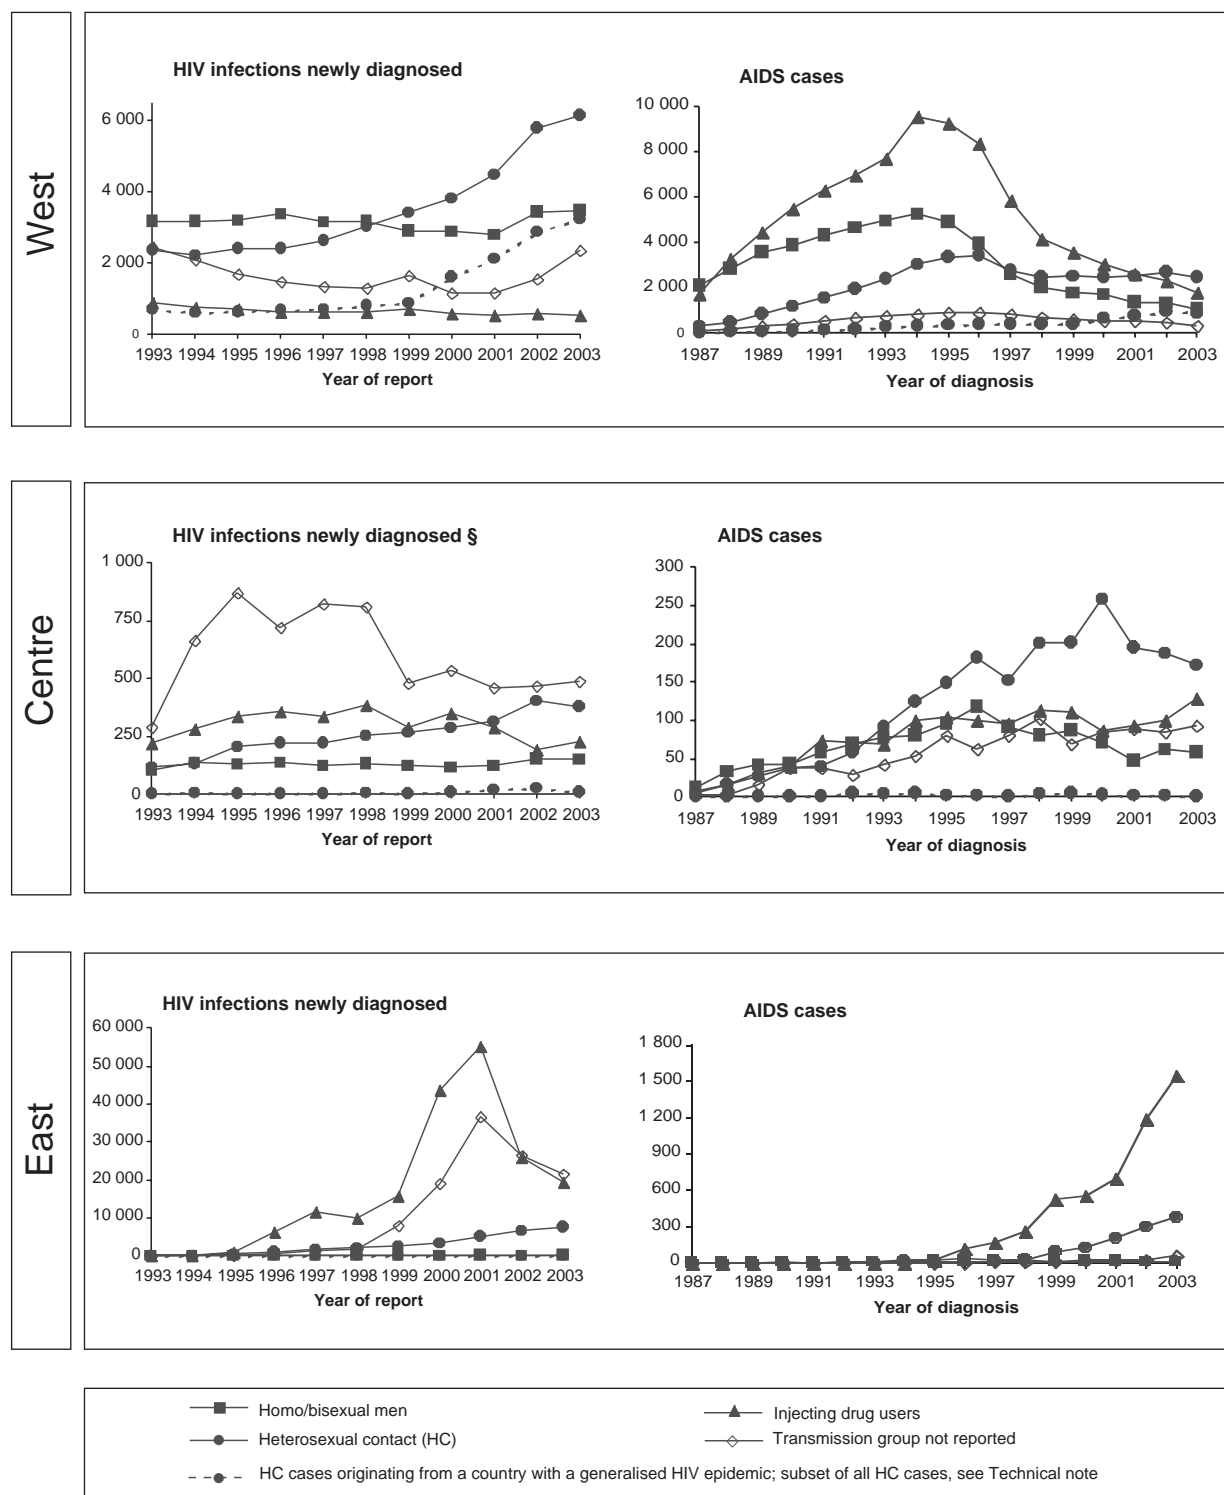 West
HIV infections newly diagnosed
6 000
4 000
2 000
0
1993 1994 1995 1996 1997 1998 1999 2000 2001 2002 2003
Year of report
AIDS cases
10 000
8 000
6 000
4 000
2 000
0
1987 1989 1991 1993 1995 1997 1999 2001 2003
Year of diagnosis
Centre
HIV infections newly diagnosed §
1 000
750
500
250
0
1993 1994 1995 1996 1997 1998 1999 2000 2001 2002 2003
Year of report
AIDS cases
300
250
200
150
100
50
0
1987 1989 1991 1993 1995 1997 1999 2001 2003
Year of diagnosis
East
HIV infections newly diagnosed
60 000
50 000
40 000
30 000
20 000
10 000
0
1993 1994 1995 1996 1997 1998 1999 2000 2001 2002 2003
Year of report
AIDS cases
1 800
1 500
1 200
900
600
300
0
1987 1989 1991 1993 1995 1997 1999 2001 2003
Year of diagnosis
Homo/bisexual men
Injecting drug users
Heterosexual contact (HC)
Transmission group not reported
HC cases originating from a country with a generalised HIV epidemic; subset of all HC cases, see Technical note